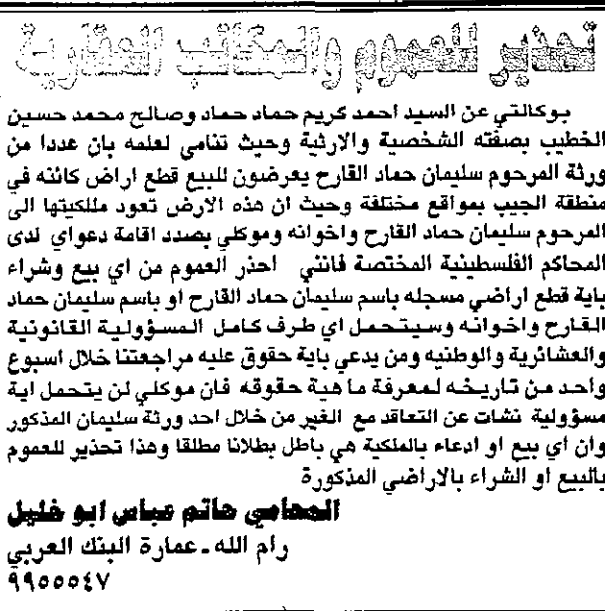 تحذير للعموم والمكاتب العقارية
بوكالتي عن السيد احمد كريم حماد حماد وصالح محمد حسين
الخطيب بصفته الشخصية والارثية وحيث تنامي لعلمه بان عددا من
ورثة المرحوم سليمان حماد القارح يعرضون للبيع قطع اراض كائنه في
منطقة الجيب بمواقع مختلفة وحيث ان هذه الارض تعود ملكيتها الى
المرحوم سليمان حماد القارح واخوانه وموكلي بصدد اقامة دعواي لدى
المحاكم الفلسطينية المختصة فانني احذر العموم من اي بيع وشراء
باية قطع اراضي مسجله باسم سليمان حماد القارح او باسم سليمان حماد
القارح واخوانه وسيتحمل اي طرف كامل المسؤولية القانونية
والعشائرية والوطنيه ومن يدعي باية حقوق عليه مراجعتنا خلال اسبوع
واحد من تاريخه لمعرفة ما هية حقوقه فان موكلي لن يتحمل اية
مسؤولية نشات عن التعاقد مع الغير من خلال احد ورثة سليمان المذكور
وان أي بيع او ادعاء بالملكية هي باطل بطلانا مطلقا وهذا تحذير للعموم
بالبيع او الشراء بالاراضي المذكورة
المحامي حاتم عباس ابو خليل
رام الله ـ عمارة البنك العربي
٩٩٥٥٥٤٧